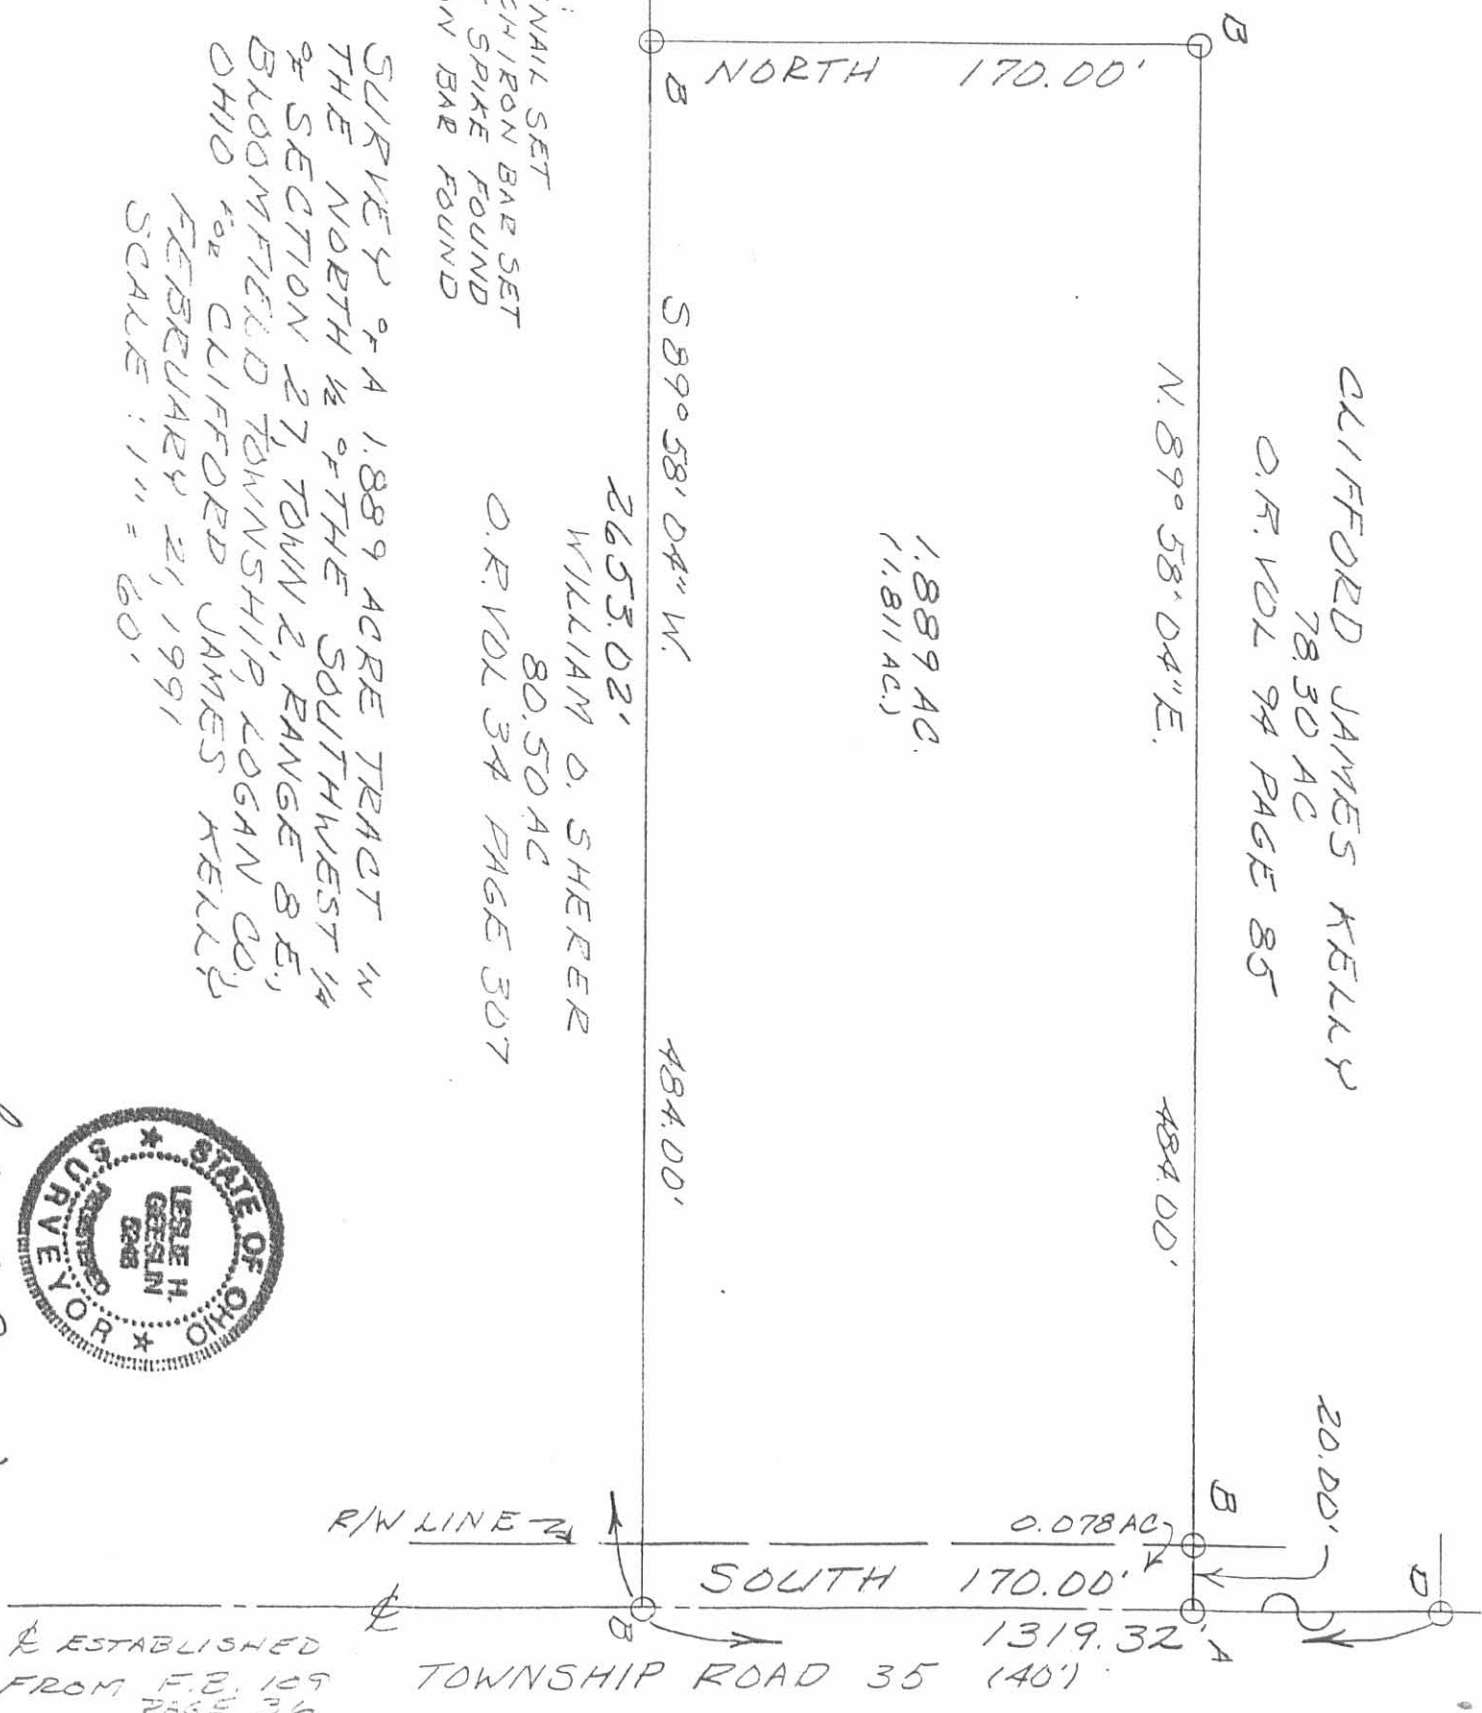 B
B
NORTH 170.00'
NAIL SET
CH IRON BAR SET
SPIKE FOUND
N BAR FOUND
CLIFFORD JAMES KELLY
78.30 AC
O.R. VOL 94 PAGE 85
N. 89° 58' 04" E. 484.00'
1.889 AC.
(1.811 AC.)
S 89° 58' 04" W. 484.00'
2653.02'
WILLIAM O. SHERER
80.50 AC
O.R. VOL 34 PAGE 307
SURVEY OF A 1.889 ACRE TRACT IN
THE NORTH 1/2 OF THE SOUTHWEST 1/4
OF SECTION 27, TOWN 2, RANGE 8 E.,
BLOOMFIELD TOWNSHIP, LOGAN CO.,
OHIO FOR CLIFFORD JAMES KELLY
FEBRUARY 21, 1991
SCALE : 1" = 60'
STATE OF OHIO
LESLIE H.
GEESLIN
REGISTERED
SURVEYOR
20.00'
B
D
R/W LINE
0.078 AC
SOUTH 170.00'
℄
B
1319.32'
A
℄ ESTABLISHED
FROM F.B. 109
PAGE 36
TOWNSHIP ROAD 35 (40')